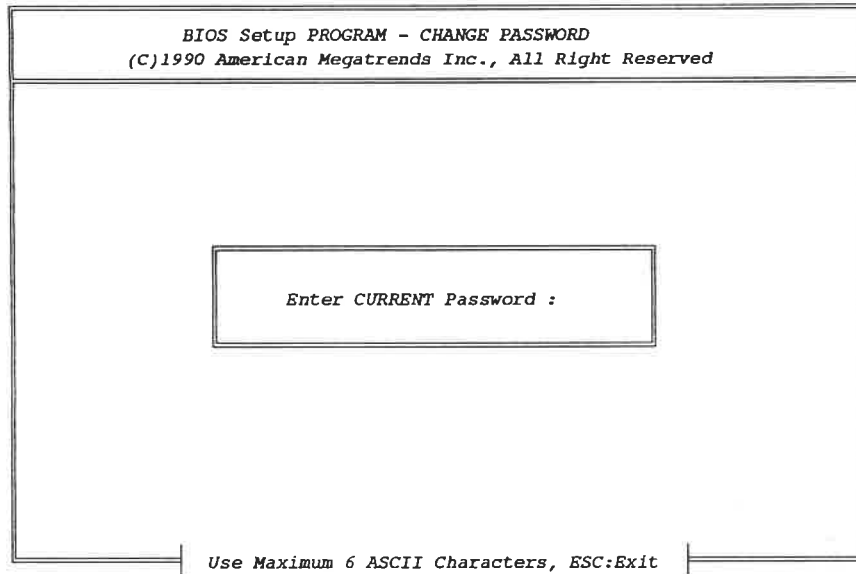 BIOS Setup PROGRAM - CHANGE PASSWORD
(C)1990 American Megatrends Inc., All Right Reserved
Enter CURRENT Password :
Use Maximum 6 ASCII Characters, ESC:Exit